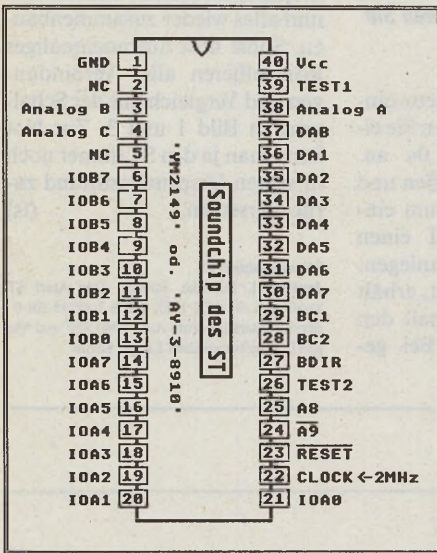 GND 1 40 Vcc
NC 2 39 TEST1
Analog B 3 38 Analog A
Analog C 4 37 DA0
NC 5 36 DA1
IOB7 6 35 DA2
IOB6 7 34 DA3
IOB5 8 33 DA4
IOB4 9 32 DA5
IOB3 10 31 DA6
IOB2 11 30 DA7
IOB1 12 29 BC1
IOB0 13 28 BC2
IOA7 14 27 BDIR
IOA6 15 26 TEST2
IOA5 16 25 A8
IOA4 17 24 A9
IOA3 18 23 RESET
IOA2 19 22 CLOCK ←2MHz
IOA1 20 21 IOA0
Soundchip des ST
'YM2149' od. 'AY-3-8910'